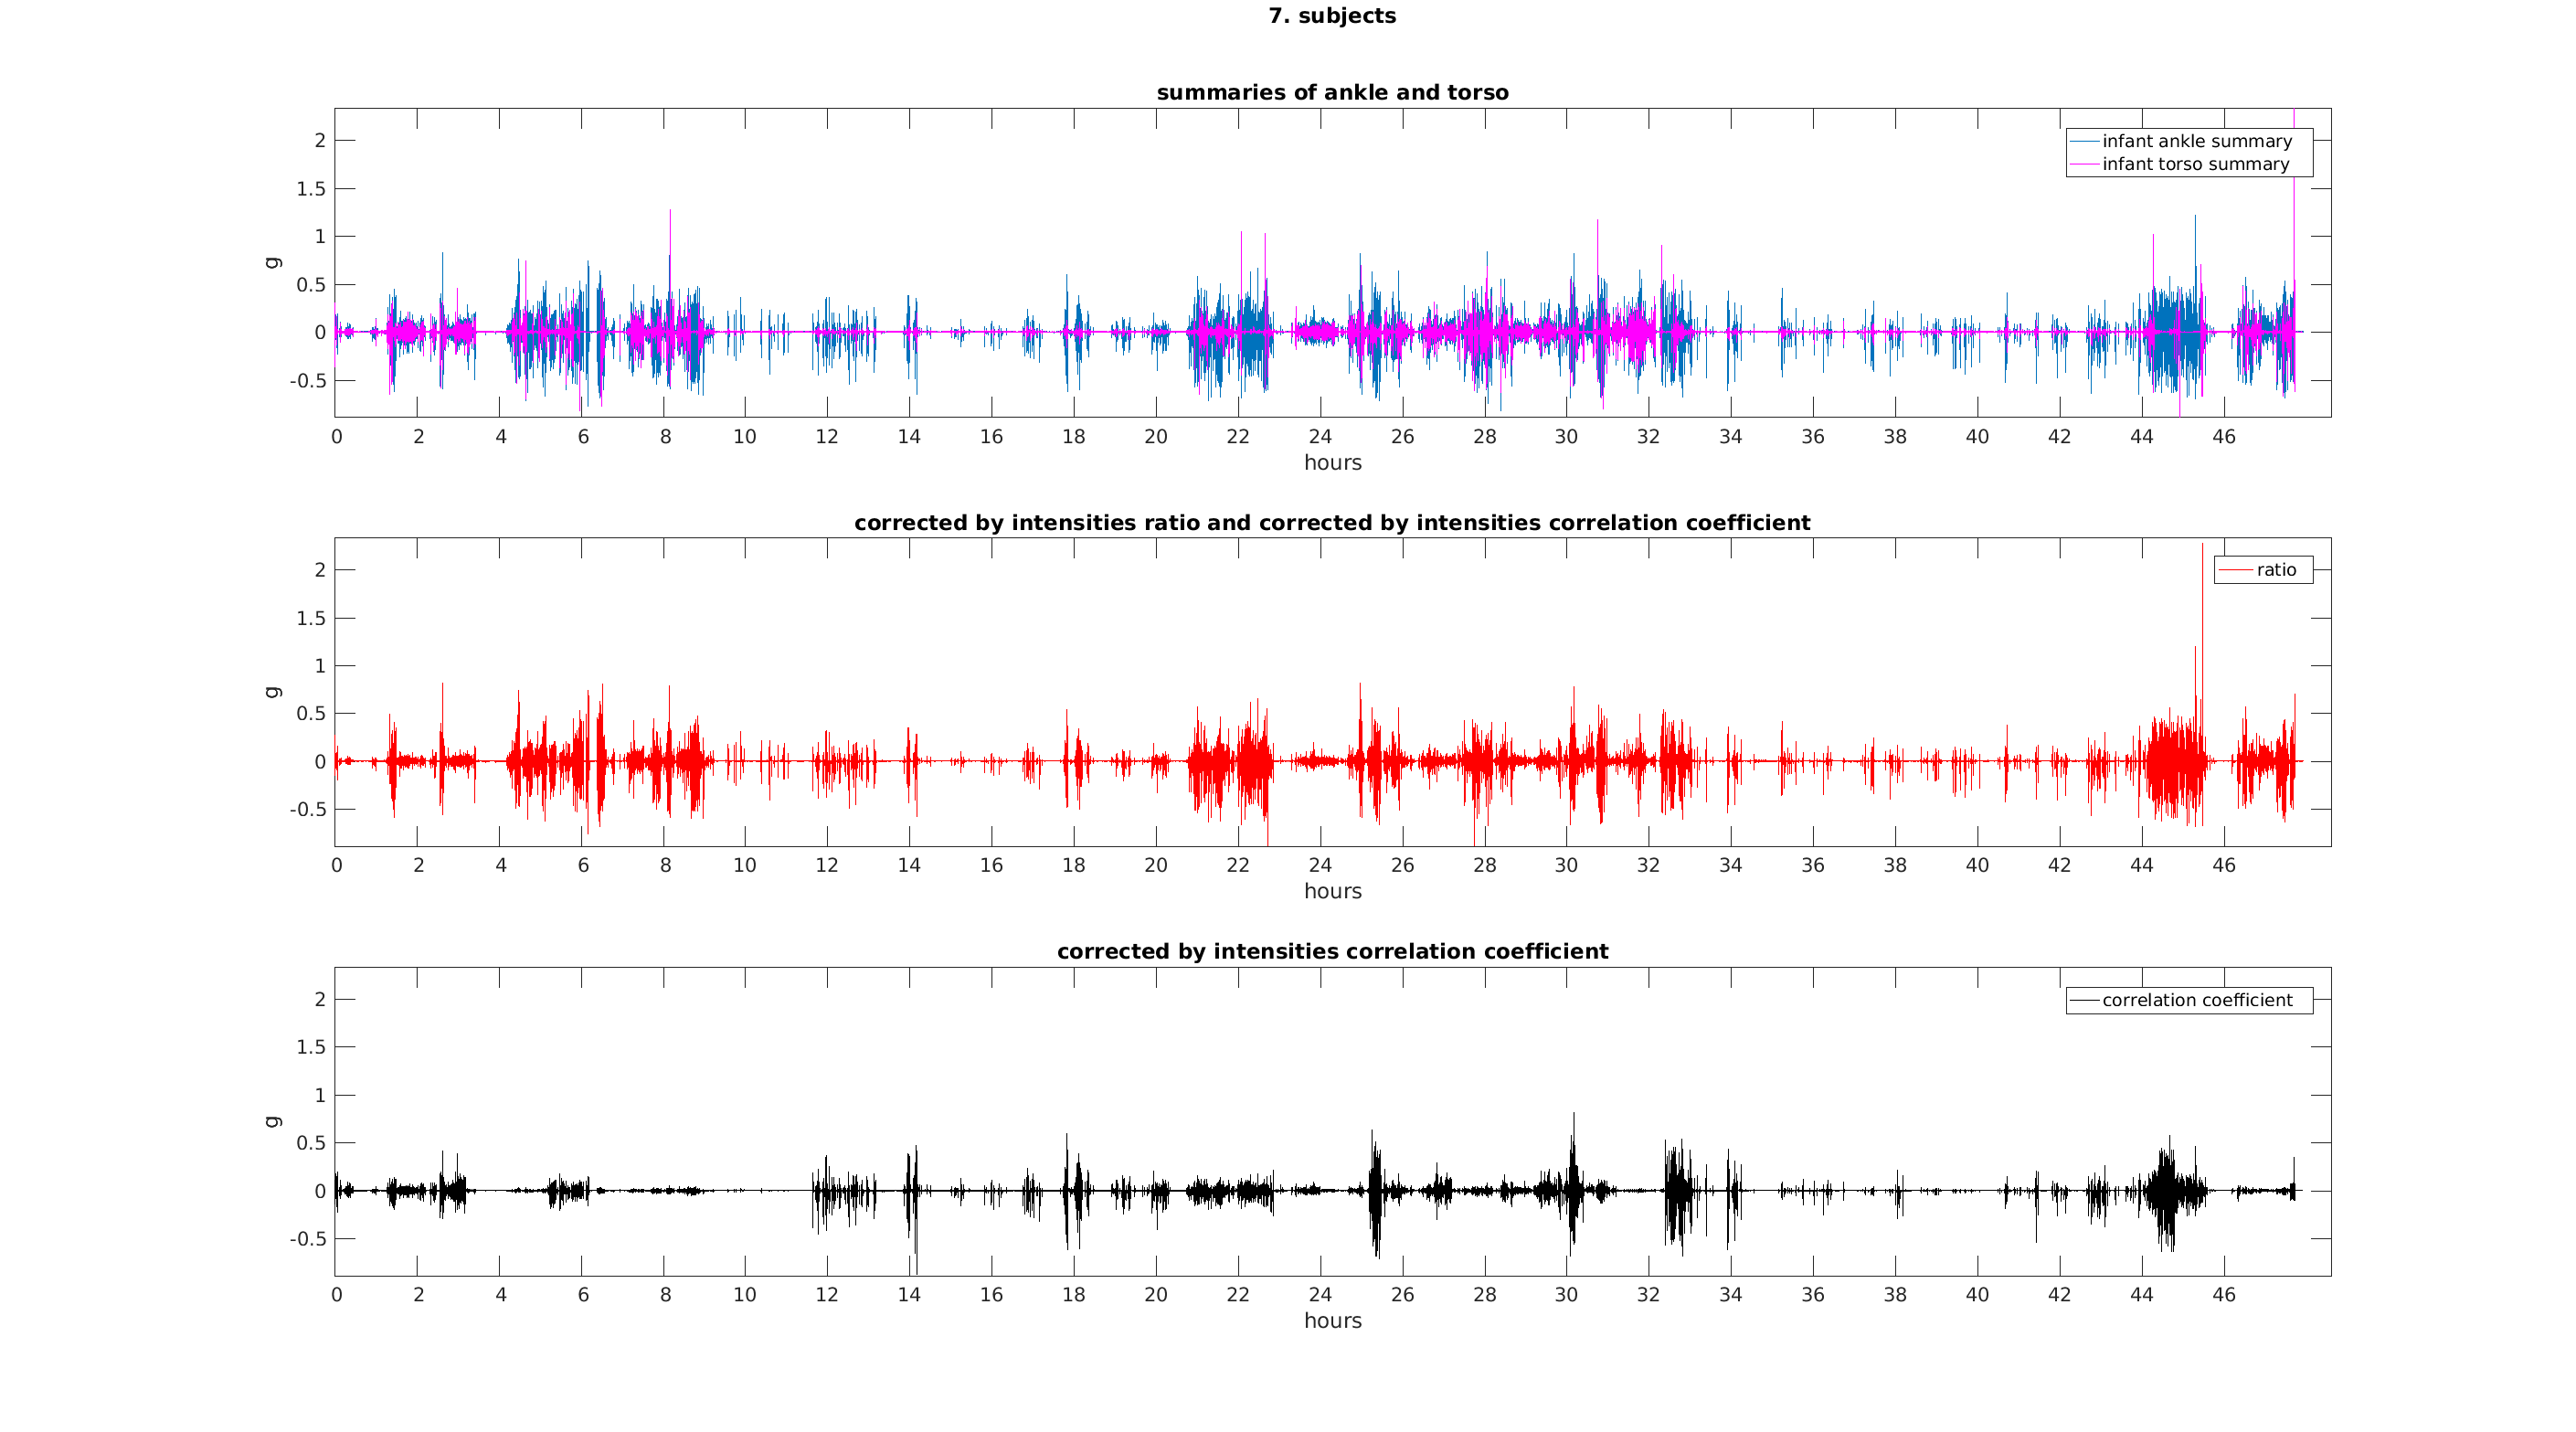 7. subjects
summaries of ankle and torso
infant ankle summary
infant torso summary
2
1.5
1
0.5
0
-0.5
g
0 2 4 6 8 10 12 14 16 18 20 22 24 26 28 30 32 34 36 38 40 42 44 46
hours
corrected by intensities ratio and corrected by intensities correlation coefficient
ratio
2
1.5
1
0.5
0
-0.5
g
0 2 4 6 8 10 12 14 16 18 20 22 24 26 28 30 32 34 36 38 40 42 44 46
hours
corrected by intensities correlation coefficient
correlation coefficient
2
1.5
1
0.5
0
-0.5
g
0 2 4 6 8 10 12 14 16 18 20 22 24 26 28 30 32 34 36 38 40 42 44 46
hours